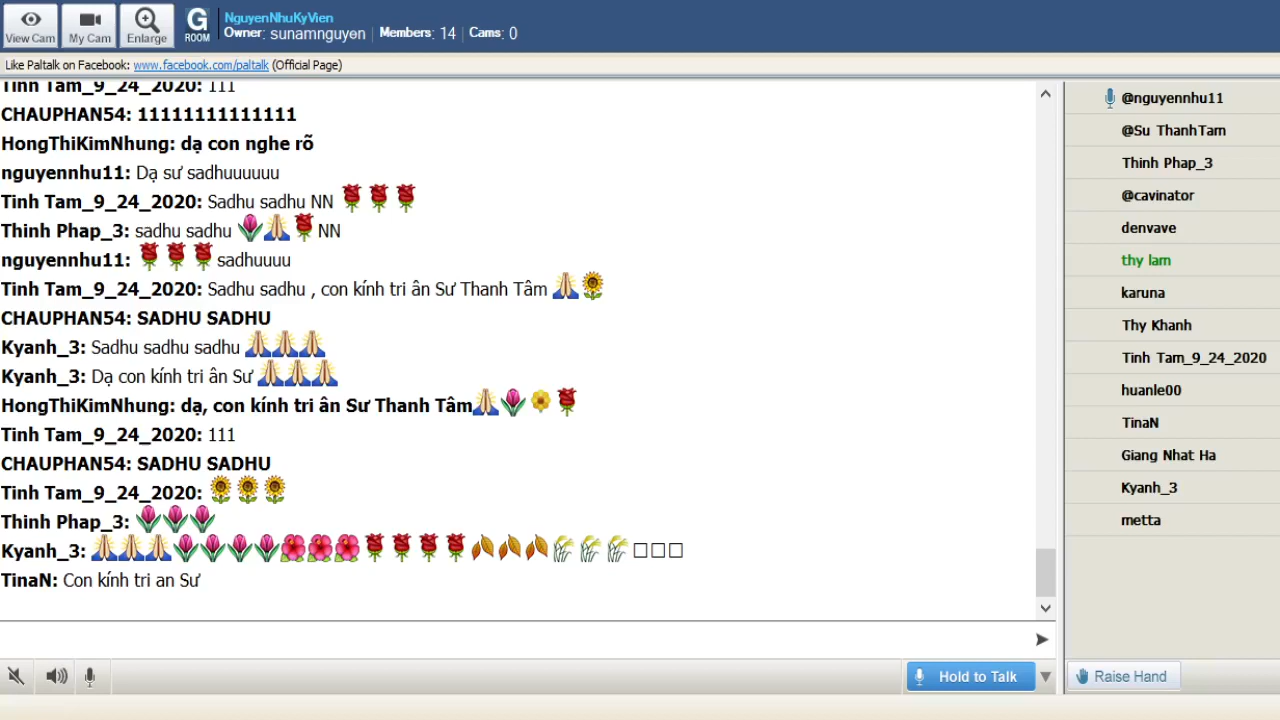 View Cam
My Cam
Enlarge
G
ROOM
NguyenNhuKyVien
Owner: sunamnguyen | Members: 14 | Cams: 0
Like Paltalk on Facebook: www.facebook.com/paltalk (Official Page)
Tinh Tam_9_24_2020: 111
CHAUPHAN54: 11111111111111
HongThiKimNhung: dạ con nghe rõ
nguyennhu11: Dạ sư sadhuuuuuu
Tinh Tam_9_24_2020: Sadhu sadhu NN 🌹🌹🌹
Thinh Phap_3: sadhu sadhu 🌷🙏🌹NN
nguyennhu11: 🌹🌹🌹sadhuuuu
Tinh Tam_9_24_2020: Sadhu sadhu , con kính tri ân Sư Thanh Tâm 🙏🌻
CHAUPHAN54: SADHU SADHU
Kyanh_3: Sadhu sadhu sadhu 🙏🙏🙏
Kyanh_3: Dạ con kính tri ân Sư 🙏🙏🙏
HongThiKimNhung: dạ, con kính tri ân Sư Thanh Tâm🙏🌷🌼🌹
Tinh Tam_9_24_2020: 111
CHAUPHAN54: SADHU SADHU
Tinh Tam_9_24_2020: 🌻🌻🌻
Thinh Phap_3: 🌷🌷🌷
Kyanh_3: 🙏🙏🙏🌷🌷🌷🌷🌺🌺🌺🌹🌹🌹🌹🍂🍂🍂🌾🌾🌾□□□
TinaN: Con kính tri an Sư
Hold to Talk
@nguyennhu11
@Su ThanhTam
Thinh Phap_3
@cavinator
denvave
thy lam
karuna
Thy Khanh
Tinh Tam_9_24_2020
huanle00
TinaN
Giang Nhat Ha
Kyanh_3
metta
Raise Hand